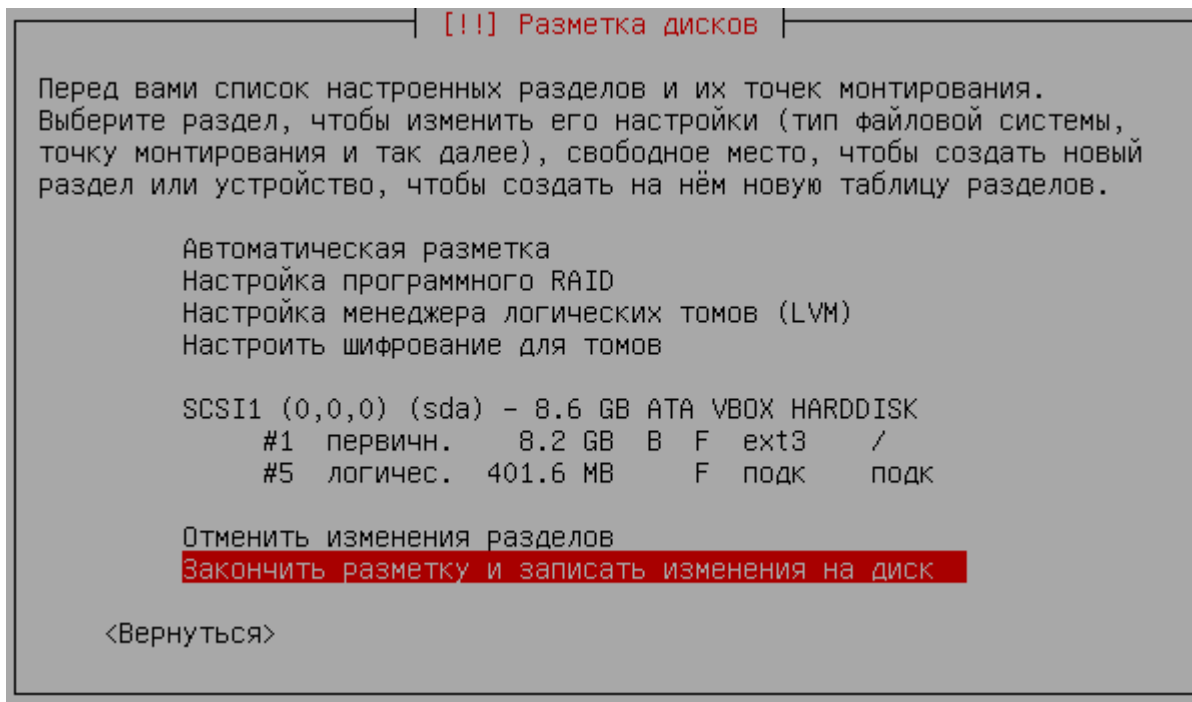 [!!] Разметка дисков
Перед вами список настроенных разделов и их точек монтирования.
Выберите раздел, чтобы изменить его настройки (тип файловой системы,
точку монтирования и так далее), свободное место, чтобы создать новый
раздел или устройство, чтобы создать на нём новую таблицу разделов.
Автоматическая разметка
Настройка программного RAID
Настройка менеджера логических томов (LVM)
Настроить шифрование для томов
SCSI1 (0,0,0) (sda) - 8.6 GB ATA VBOX HARDDISK
#1 первичн. 8.2 GB B F ext3 /
#5 логичес. 401.6 MB F подк подк
Отменить изменения разделов
Закончить разметку и записать изменения на диск
<Вернуться>